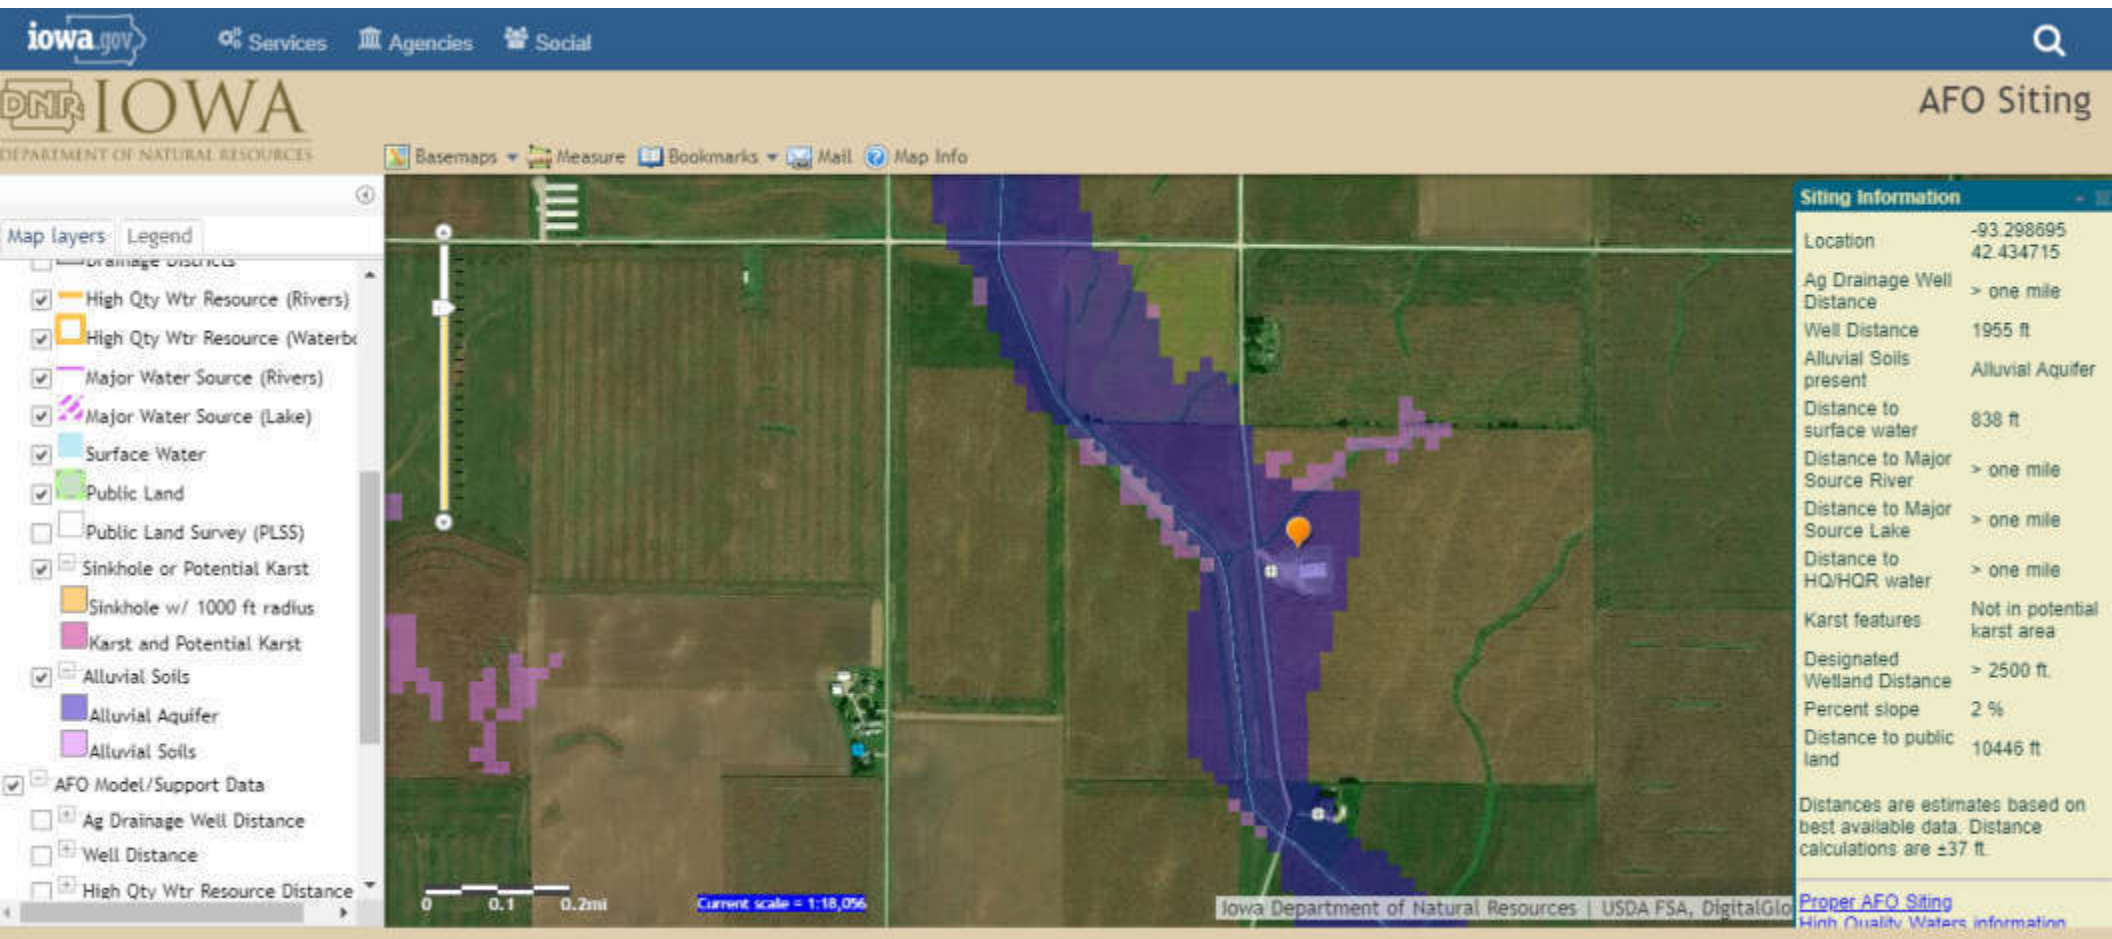 iowa.gov
Services
Agencies
Social
DNR IOWA
DEPARTMENT OF NATURAL RESOURCES
AFO Siting
Basemaps
Measure
Bookmarks
Mail
Map Info
Map layers
Legend
Drainage Districts
High Qty Wtr Resource (Rivers)
High Qty Wtr Resource (Waterbo
Major Water Source (Rivers)
Major Water Source (Lake)
Surface Water
Public Land
Public Land Survey (PLSS)
Sinkhole or Potential Karst
Sinkhole w/ 1000 ft radius
Karst and Potential Karst
Alluvial Soils
Alluvial Aquifer
Alluvial Soils
AFO Model/Support Data
Ag Drainage Well Distance
Well Distance
High Qty Wtr Resource Distance
0 0.1 0.2mi
Current scale = 1:18,056
Iowa Department of Natural Resources | USDA FSA, DigitalGlo
Siting Information
Location
-93.298695
42.434715
Ag Drainage Well
Distance
> one mile
Well Distance
1955 ft
Alluvial Soils
present
Alluvial Aquifer
Distance to
surface water
838 ft
Distance to Major
Source River
> one mile
Distance to Major
Source Lake
> one mile
Distance to
HQ/HQR water
> one mile
Karst features
Not in potential
karst area
Designated
Wetland Distance
> 2500 ft.
Percent slope
2 %
Distance to public
land
10446 ft
Distances are estimates based on
best available data. Distance
calculations are ±37 ft.
Proper AFO Siting
High Quality Waters information